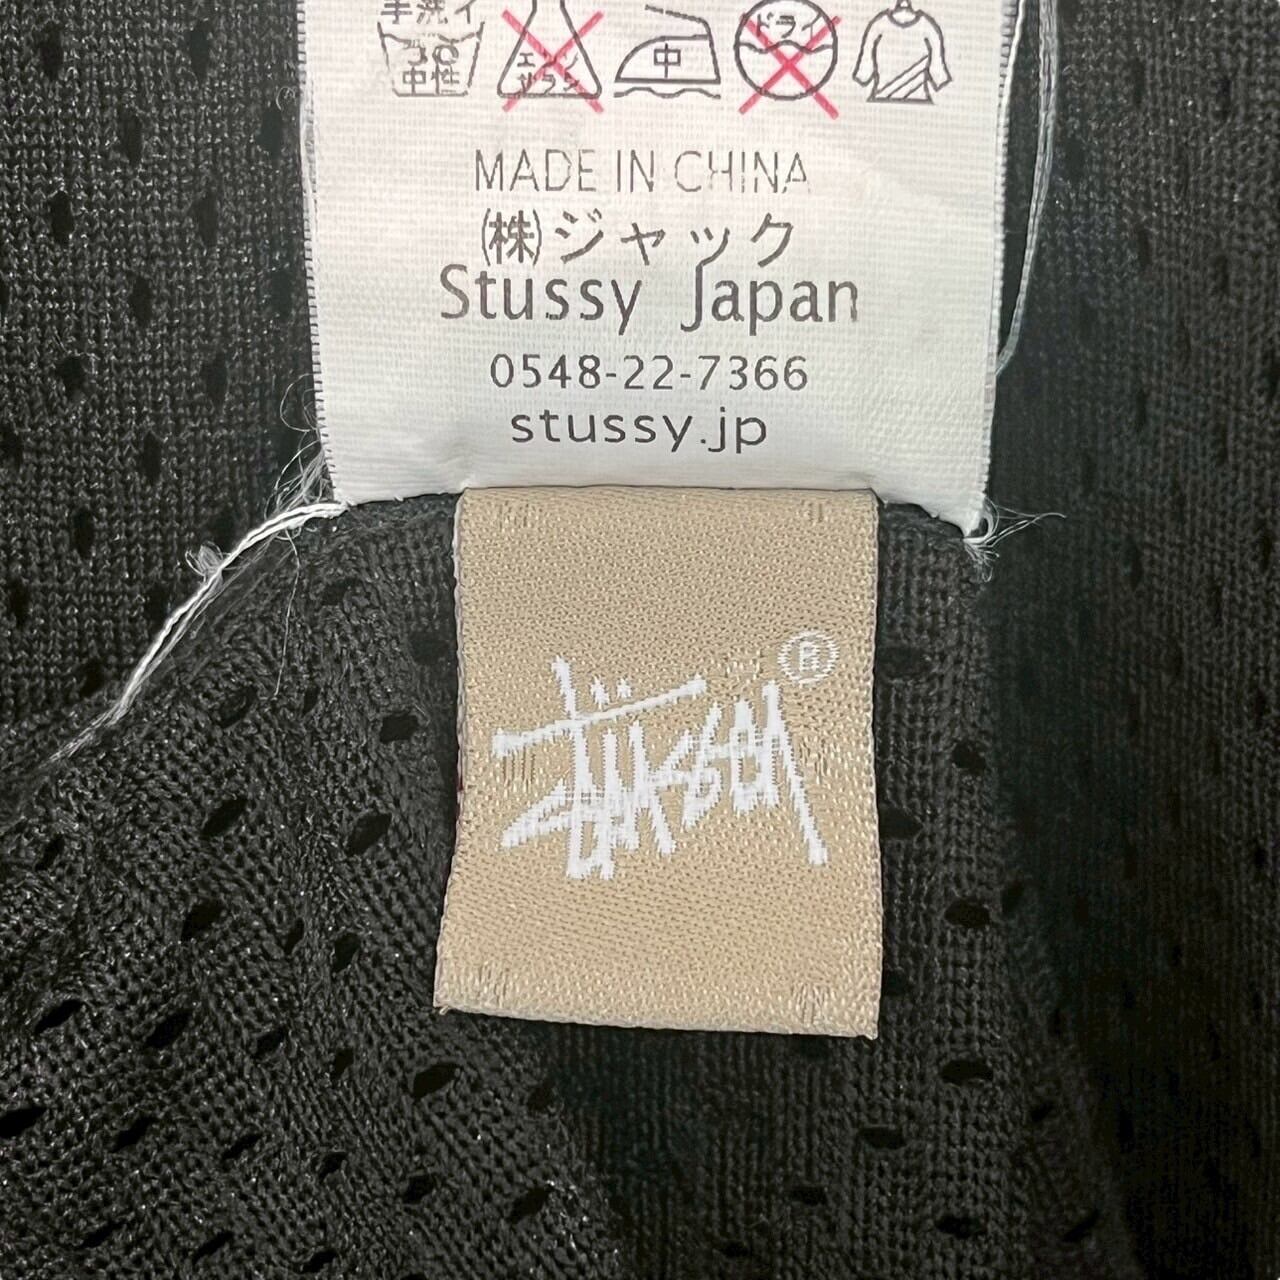 手洗イ
30
中性
エンソ
サラシ
中
ドライ
MADE IN CHINA
㈱ジャック
Stussy Japan
0548-22-7366
stussy.jp
Stüssy ®